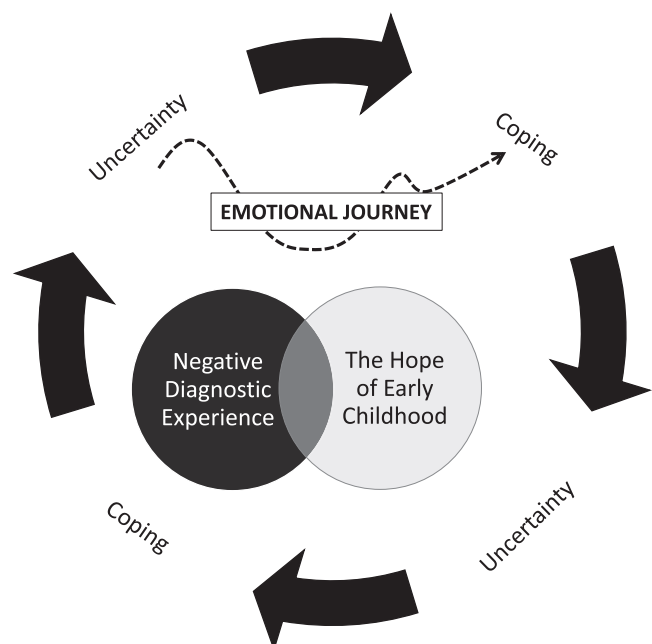 Uncertainty
Coping
EMOTIONAL JOURNEY
Negative
Diagnostic
Experience
The Hope
of Early
Childhood
Coping
Uncertainty